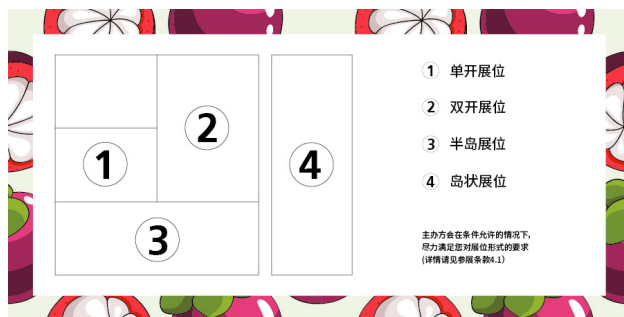 1
2
3
4
① 单开展位
② 双开展位
③ 半岛展位
④ 岛状展位
主办方会在条件允许的情况下，
尽力满足您对展位形式的要求
(详情请见参展条款4.1）